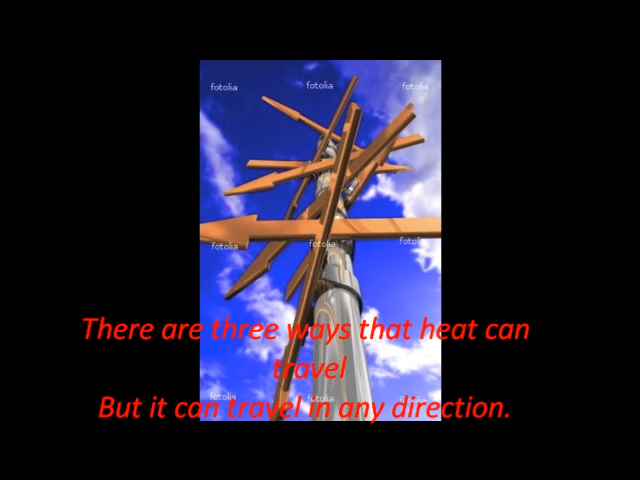 fotolia fotolia fotolia
fotolia fotolia fotolia
There are three ways that heat can
travel
fotolia fotolia fotolia
But it can travel in any direction.